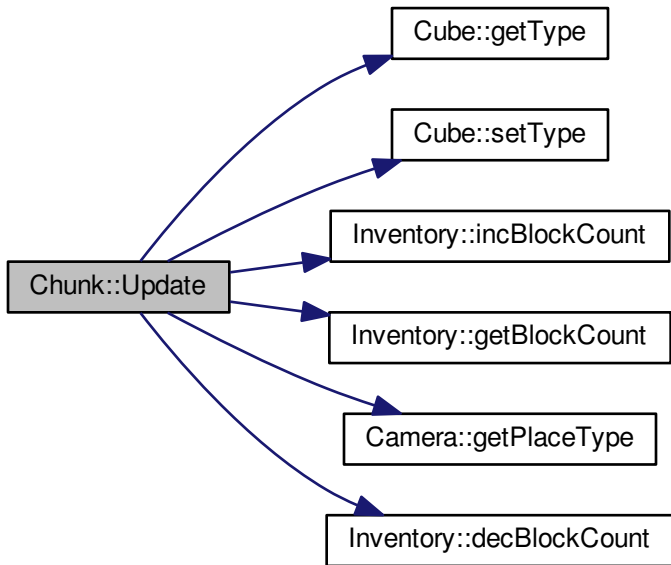 Cube::getType
Cube::setType
Inventory::incBlockCount
Chunk::Update
Inventory::getBlockCount
Camera::getPlaceType
Inventory::decBlockCount